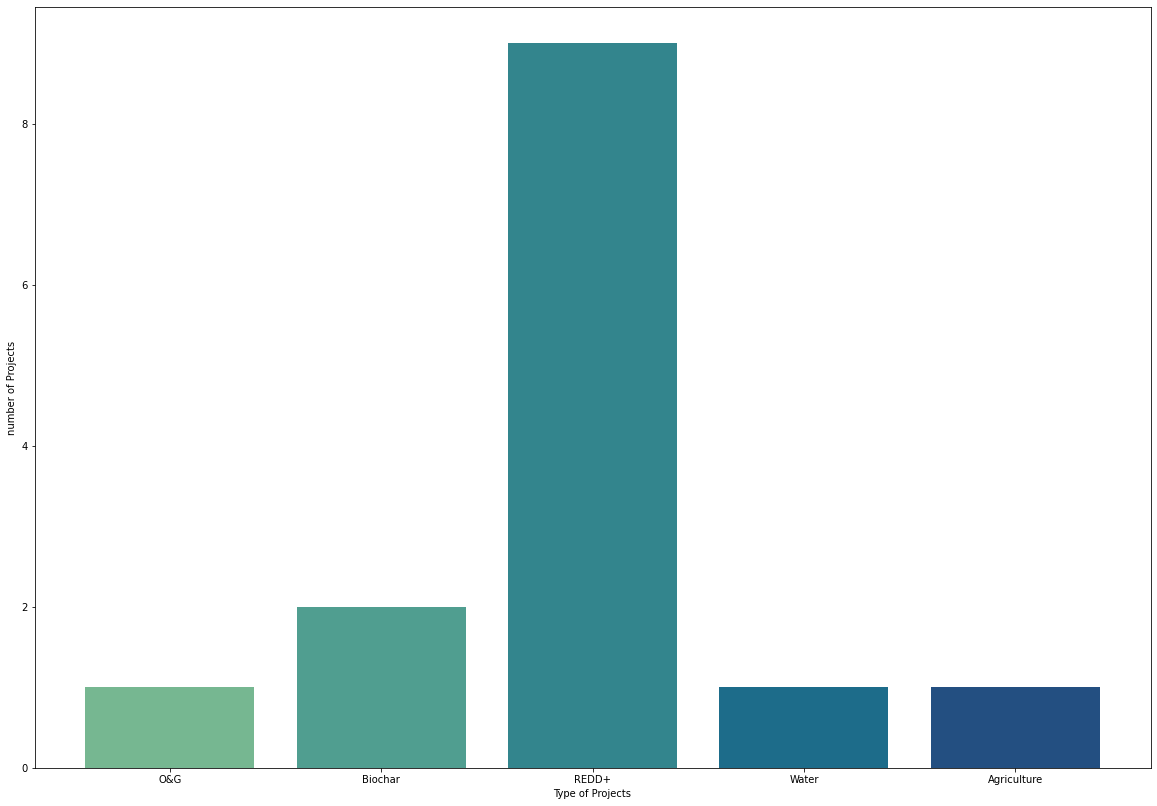 8
6
4
2
0
number of Projects
O&G
Biochar
REDD+
Water
Agriculture
Type of Projects